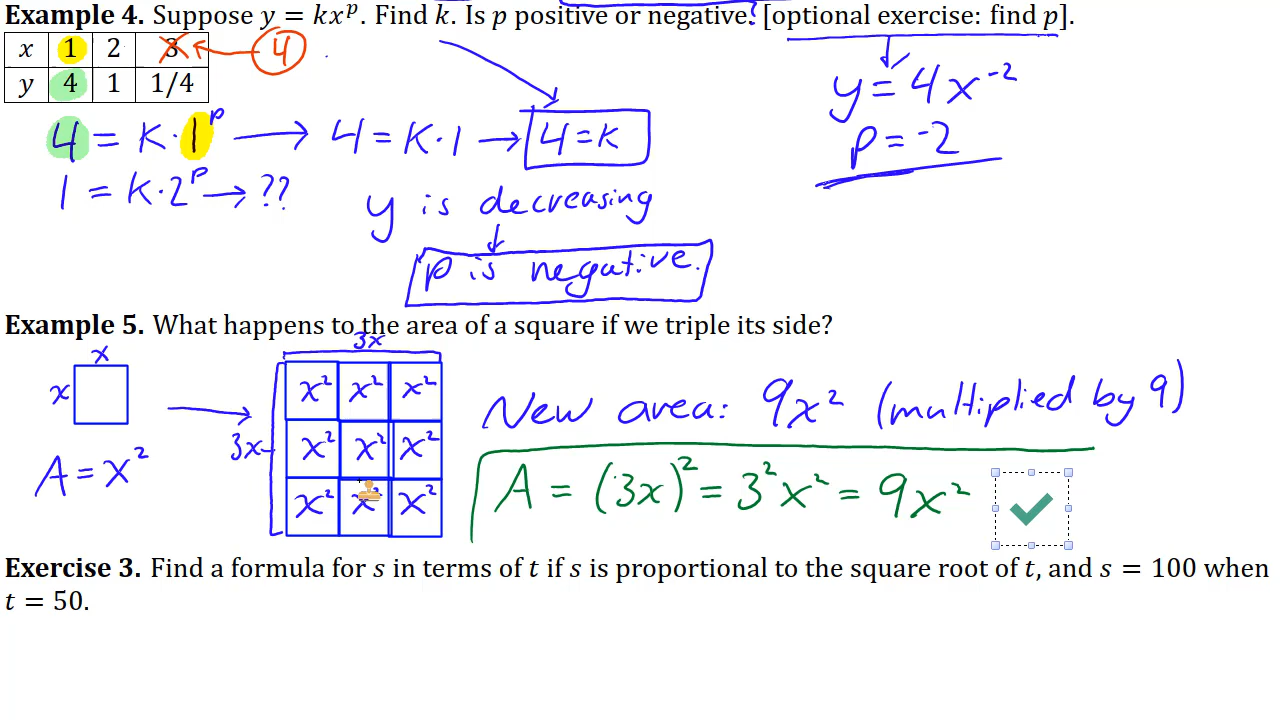 Example 4. Suppose y = kx^p. Find k. Is p positive or negative? [optional exercise: find p].
x 1 2 3 ← 4
y 4 1 1/4
y = 4x^-2
p = -2
4 = k · 1^p → 4 = k · 1 → 4 = k
1 = k · 2^p → ??
y is decreasing
p is negative.
Example 5. What happens to the area of a square if we triple its side?
x
x
A = x²
3x
3x
x² x² x²
x² x² x²
x² x² x²
New area: 9x² (multiplied by 9)
A = (3x)² = 3²x² = 9x²
Exercise 3. Find a formula for s in terms of t if s is proportional to the square root of t, and s = 100 when
t = 50.